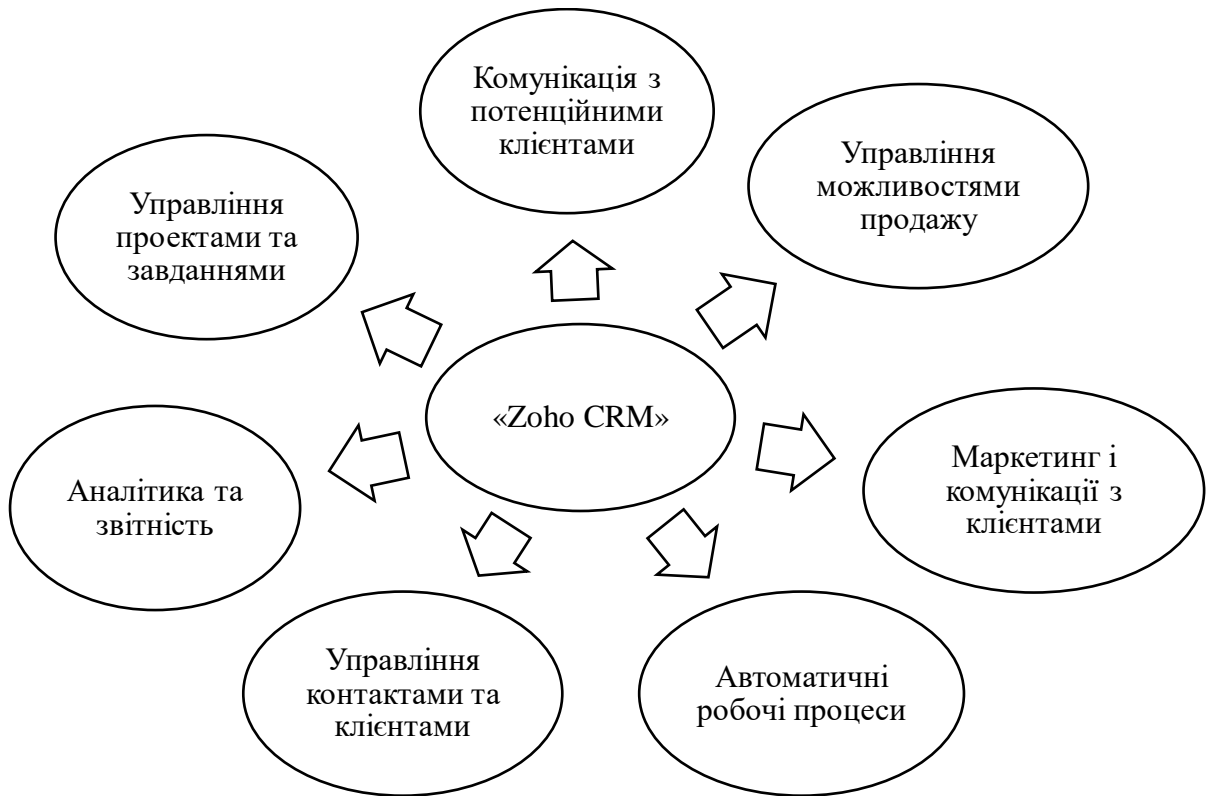 Комунікація з
потенційними
клієнтами
Управління
можливостями
продажу
Управління
проектами та
завданнями
«Zoho CRM»
Маркетинг і
комунікації з
клієнтами
Аналітика та
звітність
Управління
контактами та
клієнтами
Автоматичні
робочі процеси